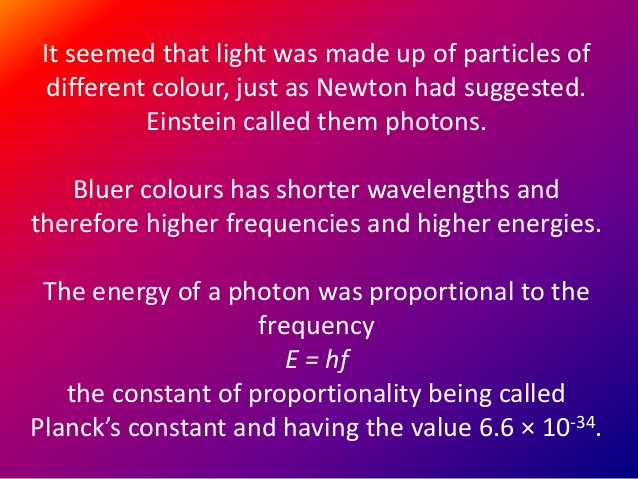 It seemed that light was made up of particles of
different colour, just as Newton had suggested.
Einstein called them photons.
Bluer colours has shorter wavelengths and
therefore higher frequencies and higher energies.
The energy of a photon was proportional to the
frequency
E = hf
the constant of proportionality being called
Planck’s constant and having the value 6.6 × 10⁻³⁴.